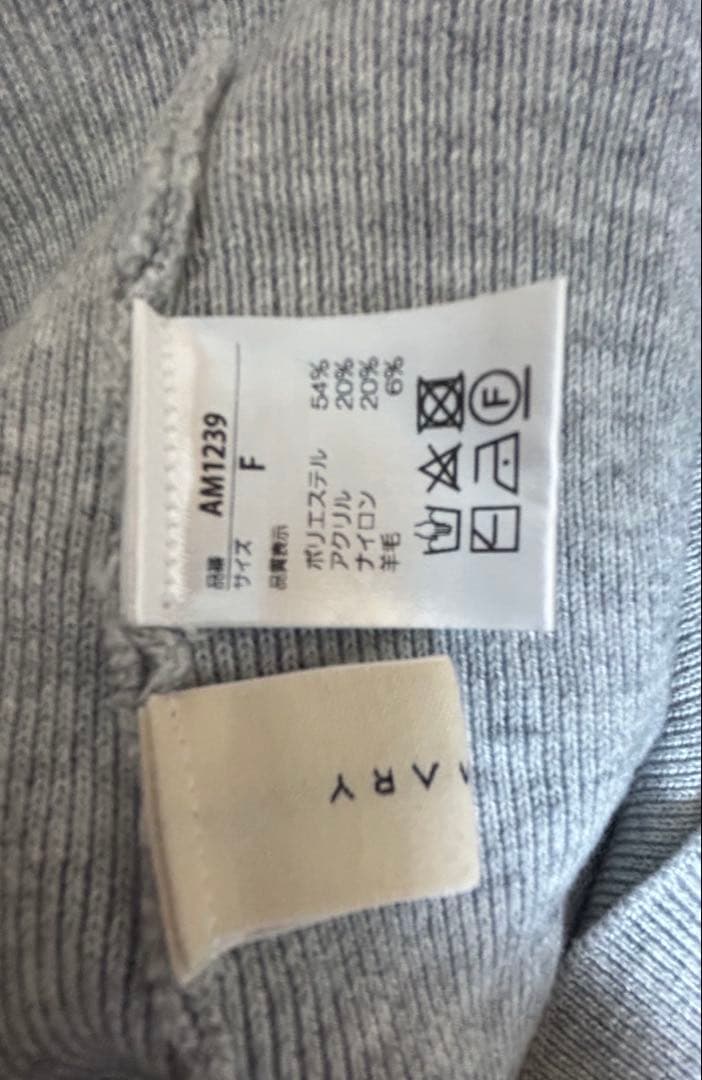 品番 AM1239
サイズ F
品質表示
ポリエステル 54%
アクリル 20%
ナイロン 20%
羊毛 6%
F
ARY